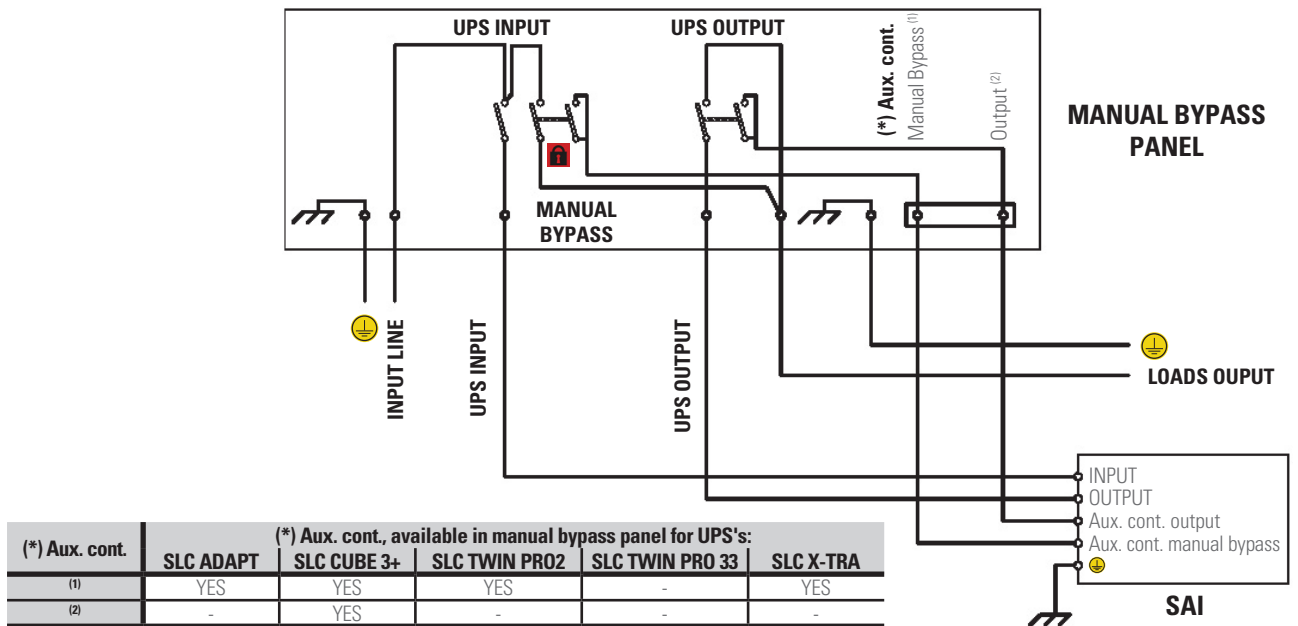 UPS INPUT
UPS OUTPUT
(*) Aux. cont.
Manual Bypass (1)
Output (2)
MANUAL BYPASS
PANEL
MANUAL
BYPASS
INPUT LINE
UPS INPUT
UPS OUTPUT
LOADS OUPUT
INPUT
OUTPUT
Aux. cont. output
Aux. cont. manual bypass
SAI
(*) Aux. cont.
(*) Aux. cont., available in manual bypass panel for UPS's:
SLC ADAPT SLC CUBE 3+ SLC TWIN PRO2 SLC TWIN PRO 33 SLC X-TRA
(1) YES YES YES - YES
(2) - YES - - -